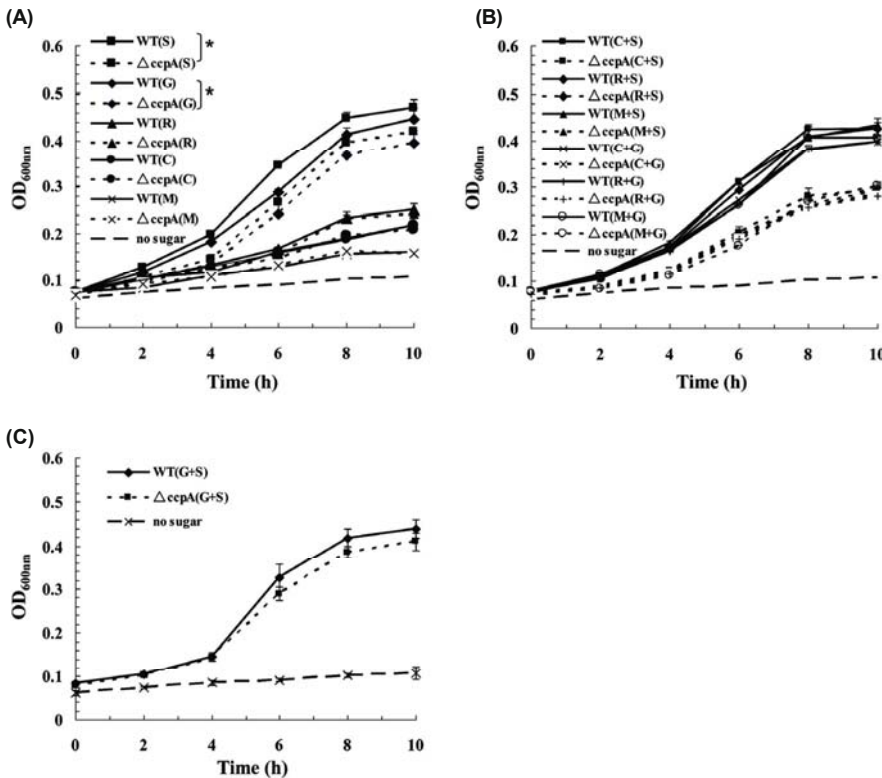 (A)
0.6
0.5
0.4
0.3
0.2
0.1
0
OD600nm
WT(S)
△ccpA(S)
*
WT(G)
△ccpA(G)
*
WT(R)
△ccpA(R)
WT(C)
△ccpA(C)
WT(M)
△ccpA(M)
no sugar
0 2 4 6 8 10
Time (h)
(B)
0.6
0.5
0.4
0.3
0.2
0.1
0
OD600nm
WT(C+S)
△ccpA(C+S)
WT(R+S)
△ccpA(R+S)
WT(M+S)
△ccpA(M+S)
WT(C+G)
△ccpA(C+G)
WT(R+G)
△ccpA(R+G)
WT(M+G)
△ccpA(M+G)
no sugar
0 2 4 6 8 10
Time (h)
(C)
0.6
0.5
0.4
0.3
0.2
0.1
0
OD600nm
WT(G+S)
△ccpA(G+S)
no sugar
0 2 4 6 8 10
Time (h)